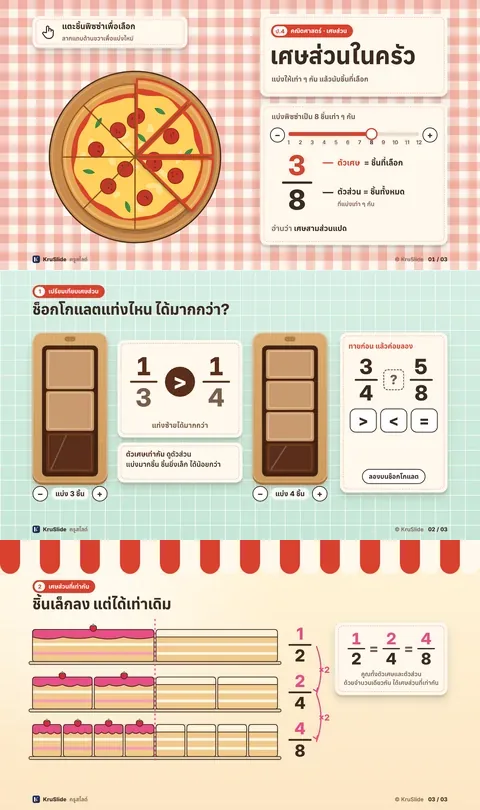 แตะชิ้นพิซซ่าเพื่อเลือก
ลากแถบด้านขวาเพื่อแบ่งใหม่
ป.4 คณิตศาสตร์ · เศษส่วน
เศษส่วนในครัว
แบ่งให้เท่า ๆ กัน แล้วนับชิ้นที่เลือก
แบ่งพิซซ่าเป็น 8 ชิ้นเท่า ๆ กัน
− +
1 2 3 4 5 6 7 8 9 10 11 12
3
8
ตัวเศษ = ชิ้นที่เลือก
ตัวส่วน = ชิ้นทั้งหมด
ที่แบ่งเท่า ๆ กัน
อ่านว่า เศษสามส่วนแปด
KruSlide ครูสไลด์
© KruSlide 01 / 03
1 เปรียบเทียบเศษส่วน
ช็อกโกแลตแท่งไหน ได้มากกว่า?
1
3
>
1
4
แท่งซ้ายได้มากกว่า
ตัวเศษเท่ากัน ดูตัวส่วน
แบ่งมากชิ้น ชิ้นยิ่งเล็ก ได้น้อยกว่า
− แบ่ง 3 ชิ้น +
− แบ่ง 4 ชิ้น +
ทายก่อน แล้วค่อยลอง
3
4
?
5
8
> < =
ลองบนช็อกโกแลต
KruSlide ครูสไลด์
© KruSlide 02 / 03
2 เศษส่วนที่เท่ากัน
ชิ้นเล็กลง แต่ได้เท่าเดิม
1
2
×2
2
4
×2
4
8
1 2 4
= =
2 4 8
คูณทั้งตัวเศษและตัวส่วน
ด้วยจำนวนเดียวกัน ได้เศษส่วนที่เท่ากัน
KruSlide ครูสไลด์
© KruSlide 03 / 03